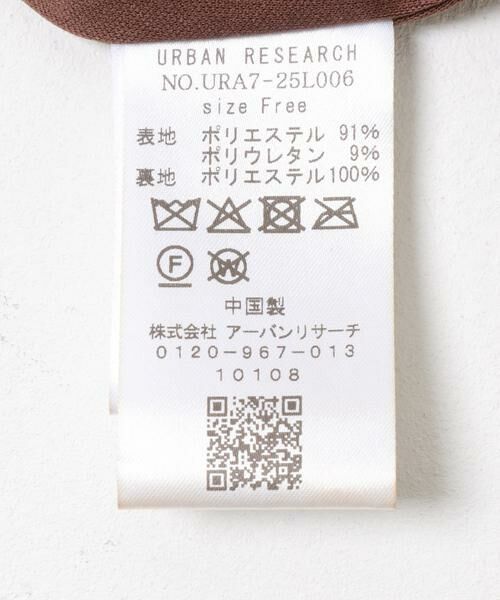 URBAN RESEARCH
NO.URA7-25L006
size Free
表地 ポリエステル 91%
ポリウレタン 9%
裏地 ポリエステル100%
F
W
中国製
株式会社 アーバンリサーチ
0120-967-013
10108